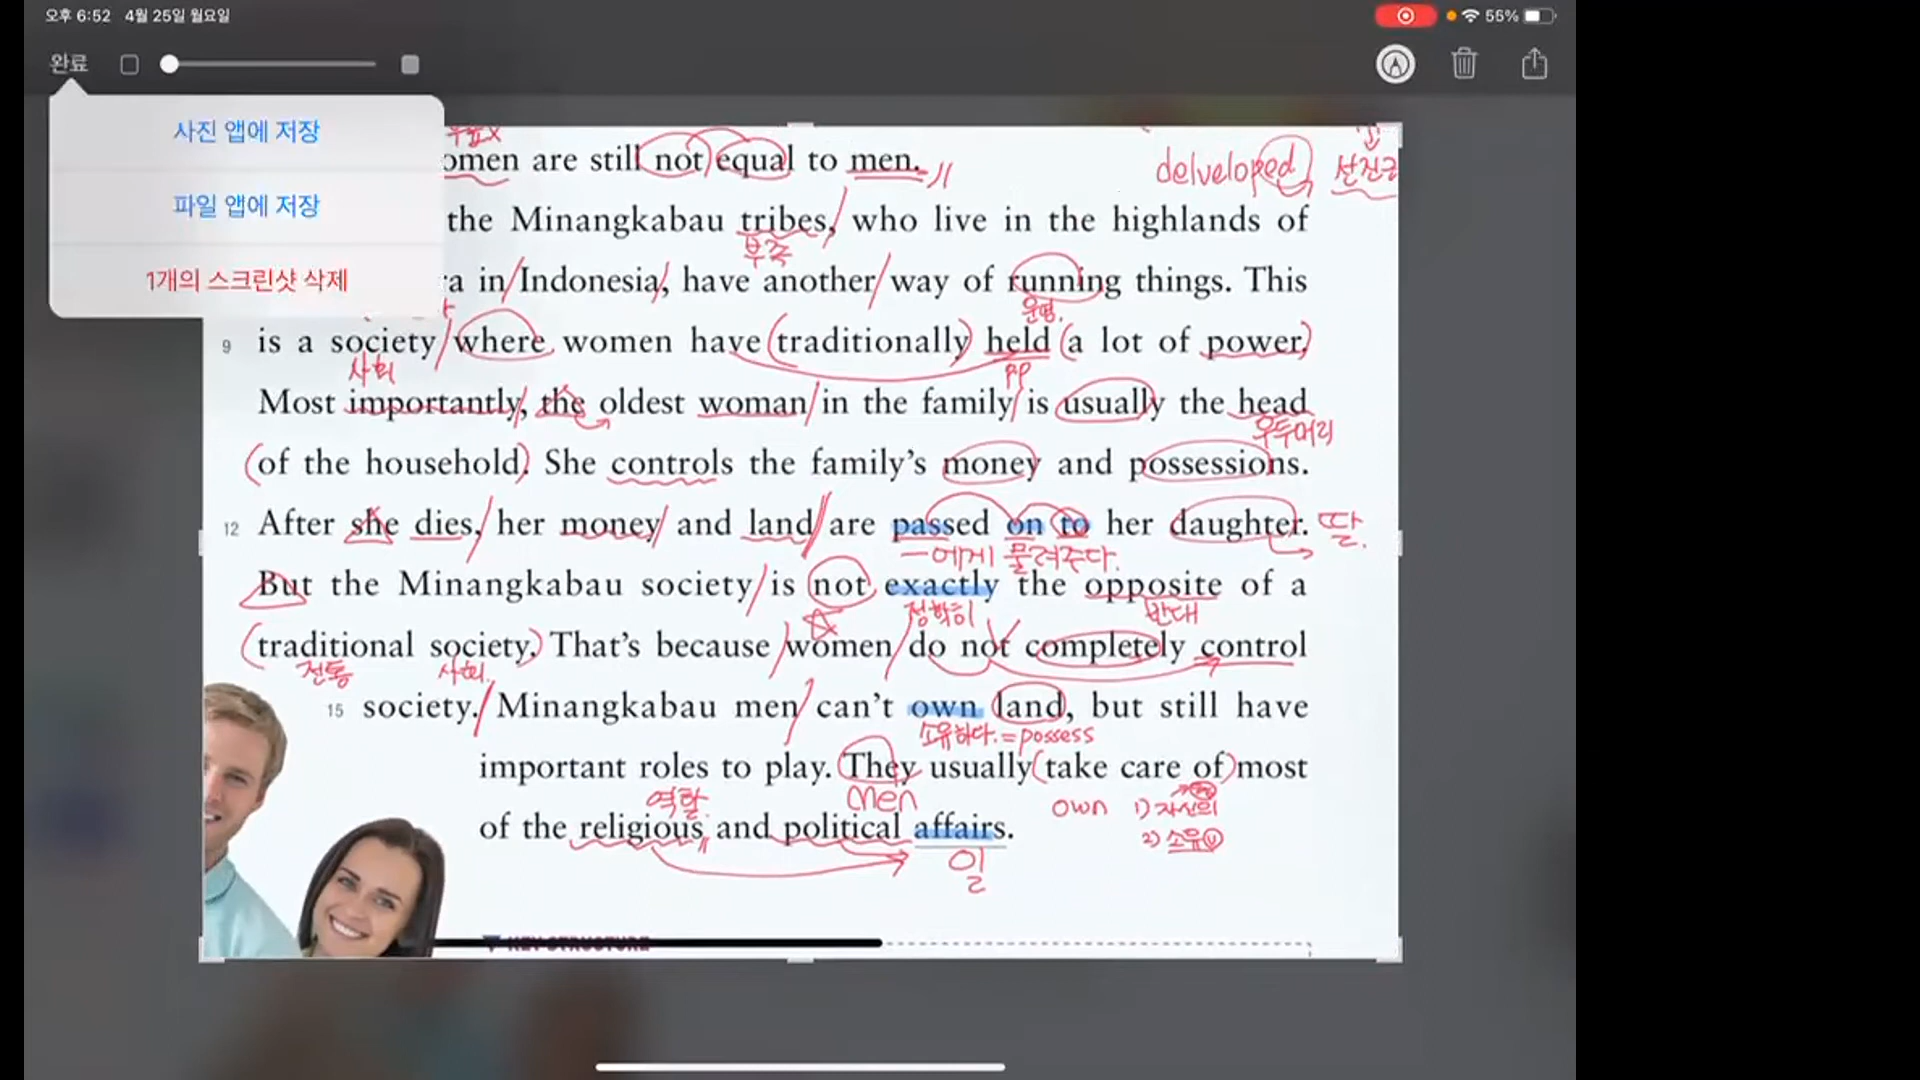 오후 6:52 4월 25일 월요일 55%
완료
사진 앱에 저장
파일 앱에 저장
1개의 스크린샷 삭제
omen are still not equal to men.
delveloped
the Minangkabau tribes, who live in the highlands of
부족
a in Indonesia, have another way of running things. This
운영.
9 is a society where women have traditionally held a lot of power.
사회 PP
Most importantly, the oldest woman in the family is usually the head
우두머리
of the household. She controls the family's money and possessions.
12 After she dies, her money and land are passed on to her daughter. 딸.
~에게 물려주다.
But the Minangkabau society is not exactly the opposite of a
정확히 반대
traditional society. That's because women do not completely control
전통 사회.
15 society. Minangkabau men can't own land, but still have
소유하다. = possess
important roles to play. They usually take care of most
역할. men own 1) 자신의
of the religious and political affairs.
2) 소유
일
KEY STRUCTURE